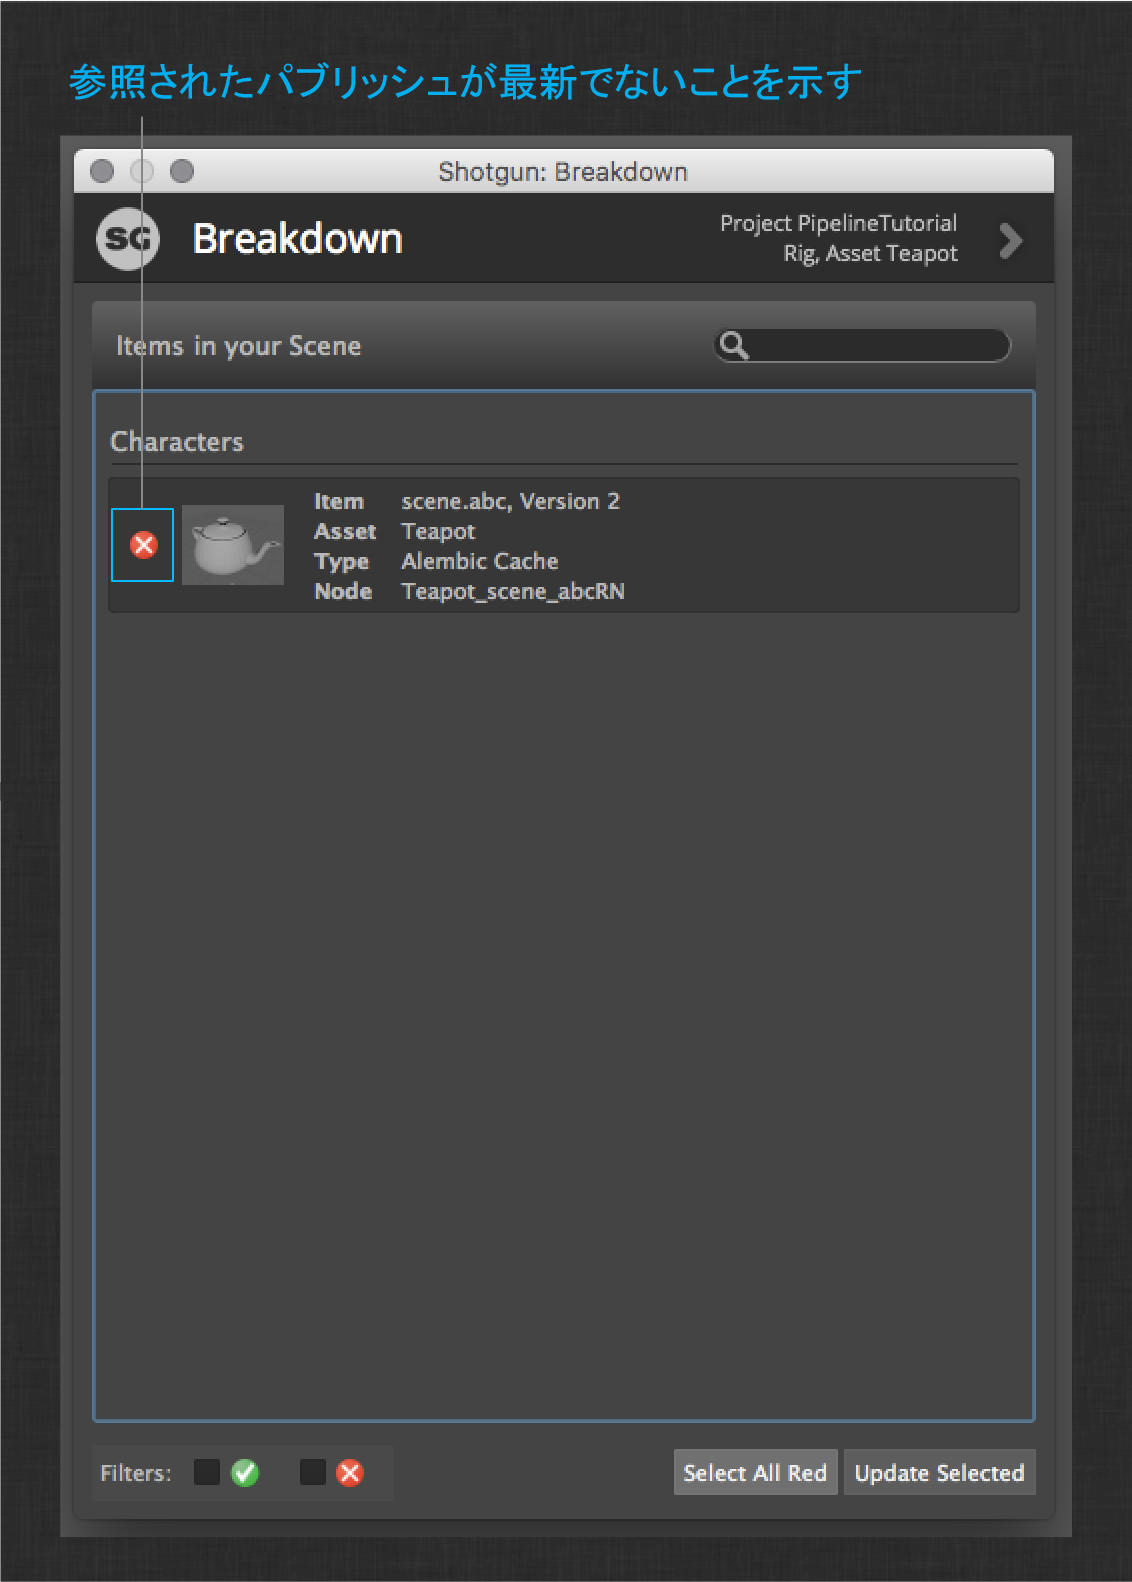 参照されたパブリッシュが最新でないことを示す
Shotgun: Breakdown
SG
Breakdown
Project PipelineTutorial
Rig, Asset Teapot
Items in your Scene
Characters
Item scene.abc, Version 2
Asset Teapot
Type Alembic Cache
Node Teapot_scene_abcRN
Filters:
Select All Red
Update Selected